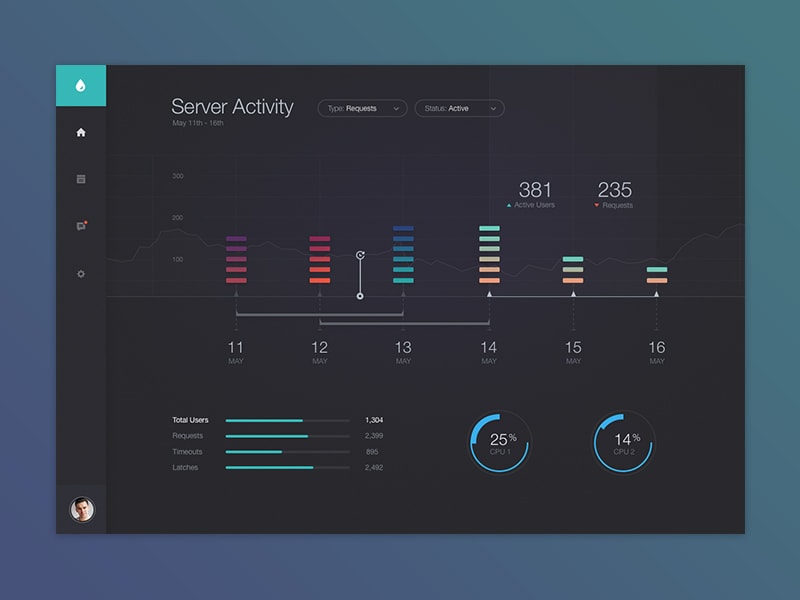 Server Activity
Type: Requests
Status: Active
May 11th - 16th
300
200
100
381
Active Users
235
Requests
11
MAY
12
MAY
13
MAY
14
MAY
15
MAY
16
MAY
Total Users 1,304
Requests 2,399
Timeouts 895
Latches 2,492
25%
CPU 1
14%
CPU 2